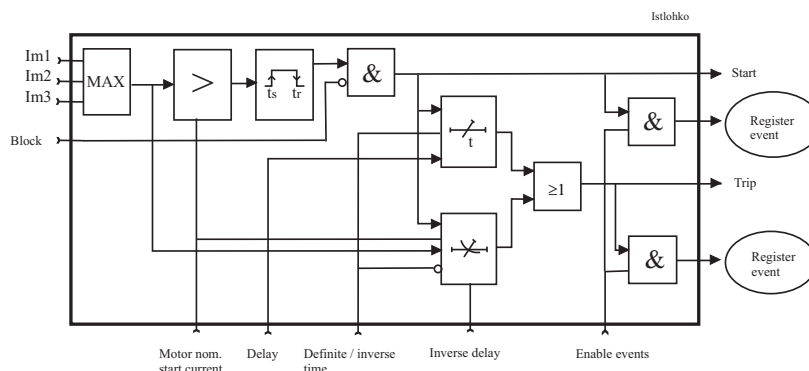 Istlohko
Im1
Im2
Im3
MAX
>
ts tr
&
Start
Block
t
&
Register
event
≥1
Trip
&
Register
event
Motor nom.
start current
Delay
Definite / inverse
time
Inverse delay
Enable events